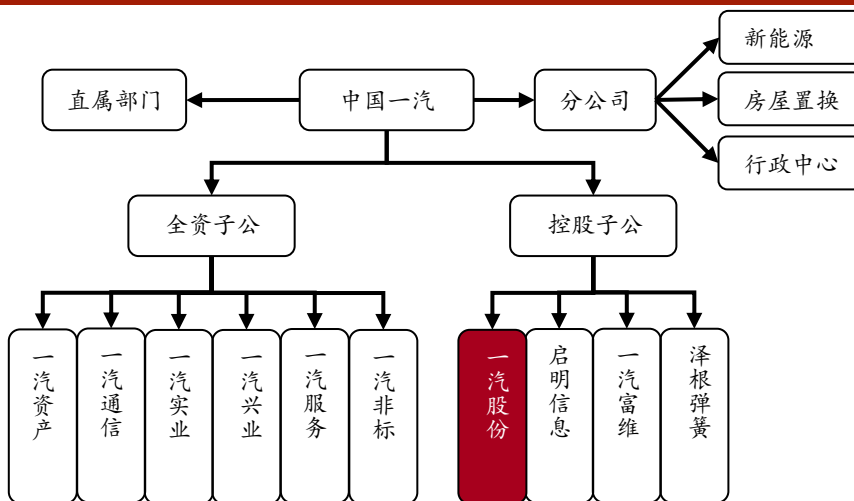 新能源
直属部门
中国一汽
分公司
房屋置换
行政中心
全资子公
控股子公
一汽资产
一汽通信
一汽实业
一汽兴业
一汽服务
一汽非标
一汽股份
启明信息
一汽富维
泽根弹簧